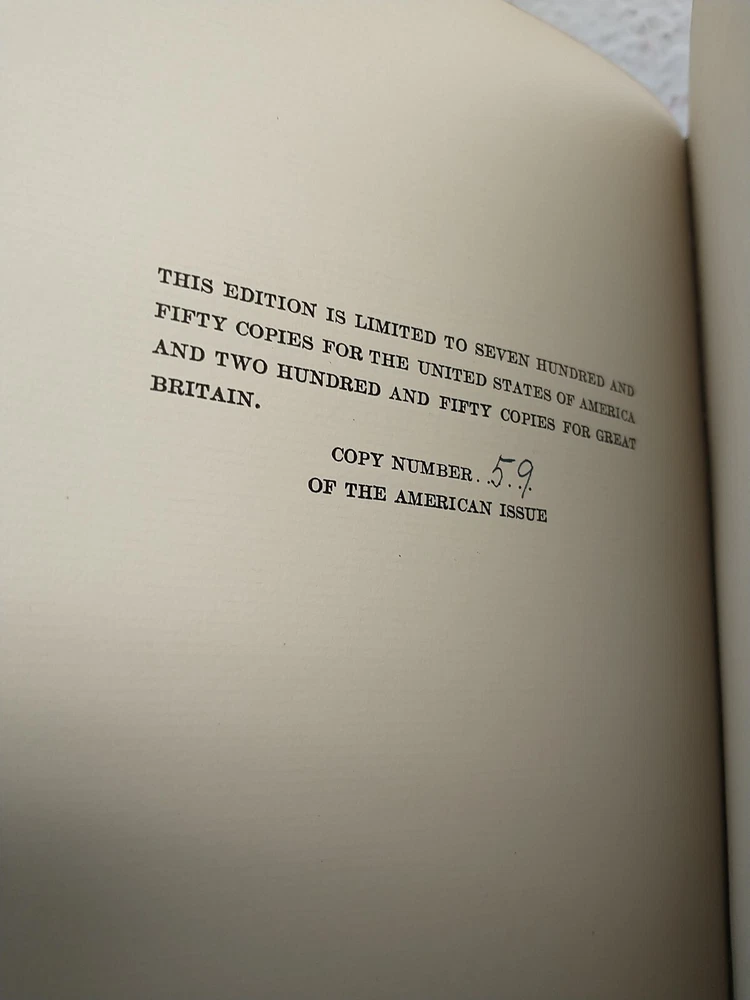 THIS EDITION IS LIMITED TO SEVEN HUNDRED AND
FIFTY COPIES FOR THE UNITED STATES OF AMERICA
AND TWO HUNDRED AND FIFTY COPIES FOR GREAT
BRITAIN.
COPY NUMBER..59..
OF THE AMERICAN ISSUE